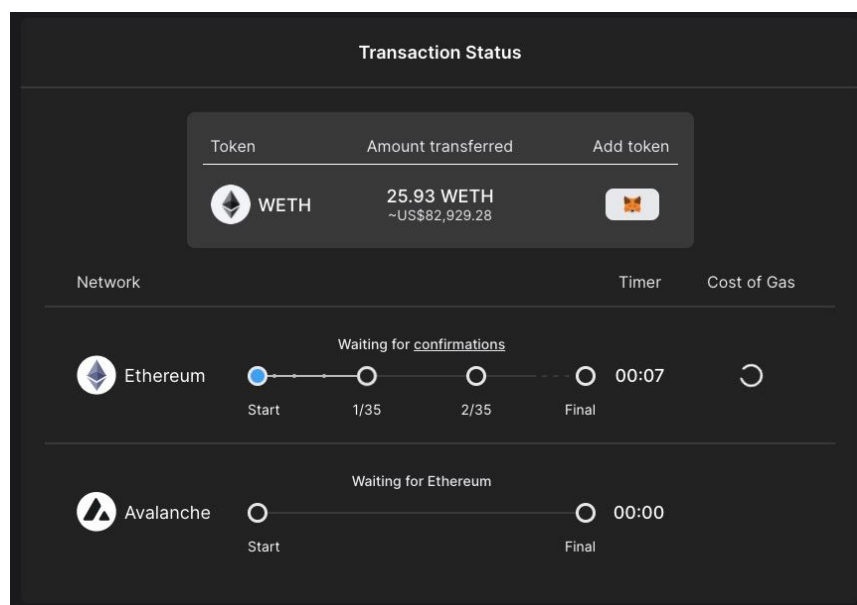 Transaction Status
Token Amount transferred Add token
WETH 25.93 WETH
~US$82,929.28
Network Timer Cost of Gas
Waiting for confirmations
Ethereum 00:07
Start 1/35 2/35 Final
Waiting for Ethereum
Avalanche 00:00
Start Final